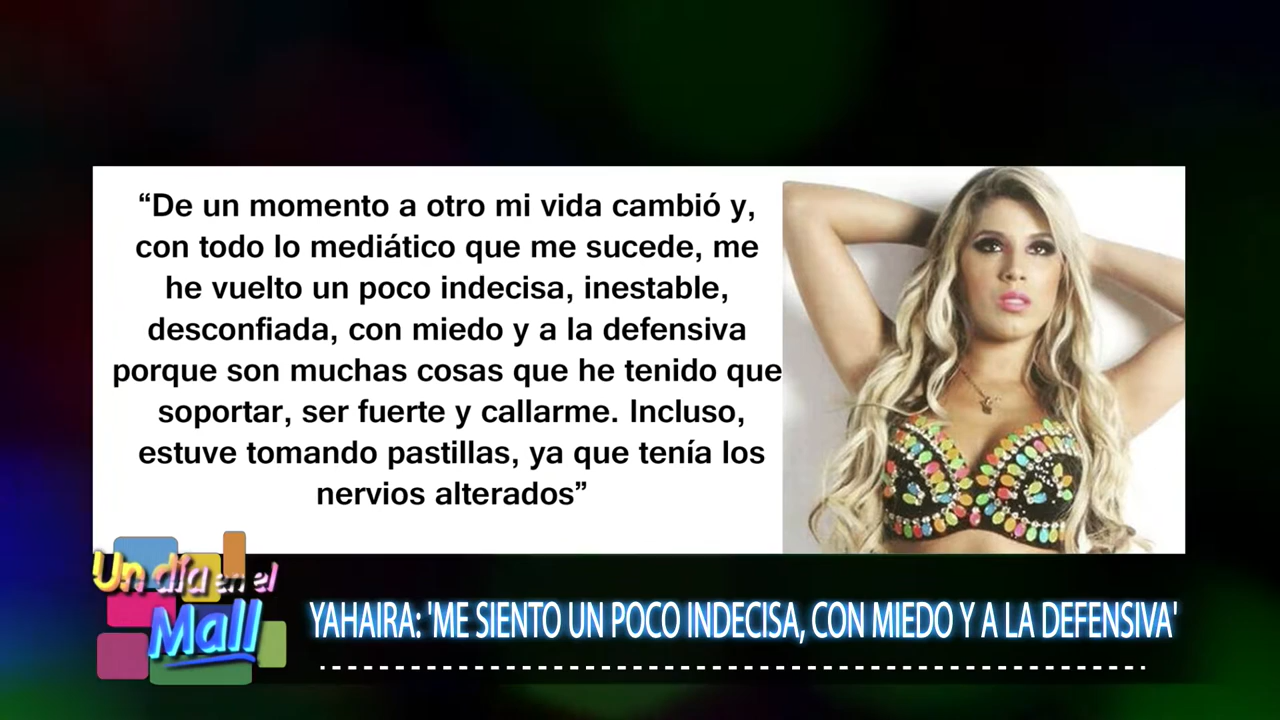 “De un momento a otro mi vida cambió y,
con todo lo mediático que me sucede, me
he vuelto un poco indecisa, inestable,
desconfiada, con miedo y a la defensiva
porque son muchas cosas que he tenido que
soportar, ser fuerte y callarme. Incluso,
estuve tomando pastillas, ya que tenía los
nervios alterados”
Un día en el
Mall
YAHAIRA: 'ME SIENTO UN POCO INDECISA, CON MIEDO Y A LA DEFENSIVA'